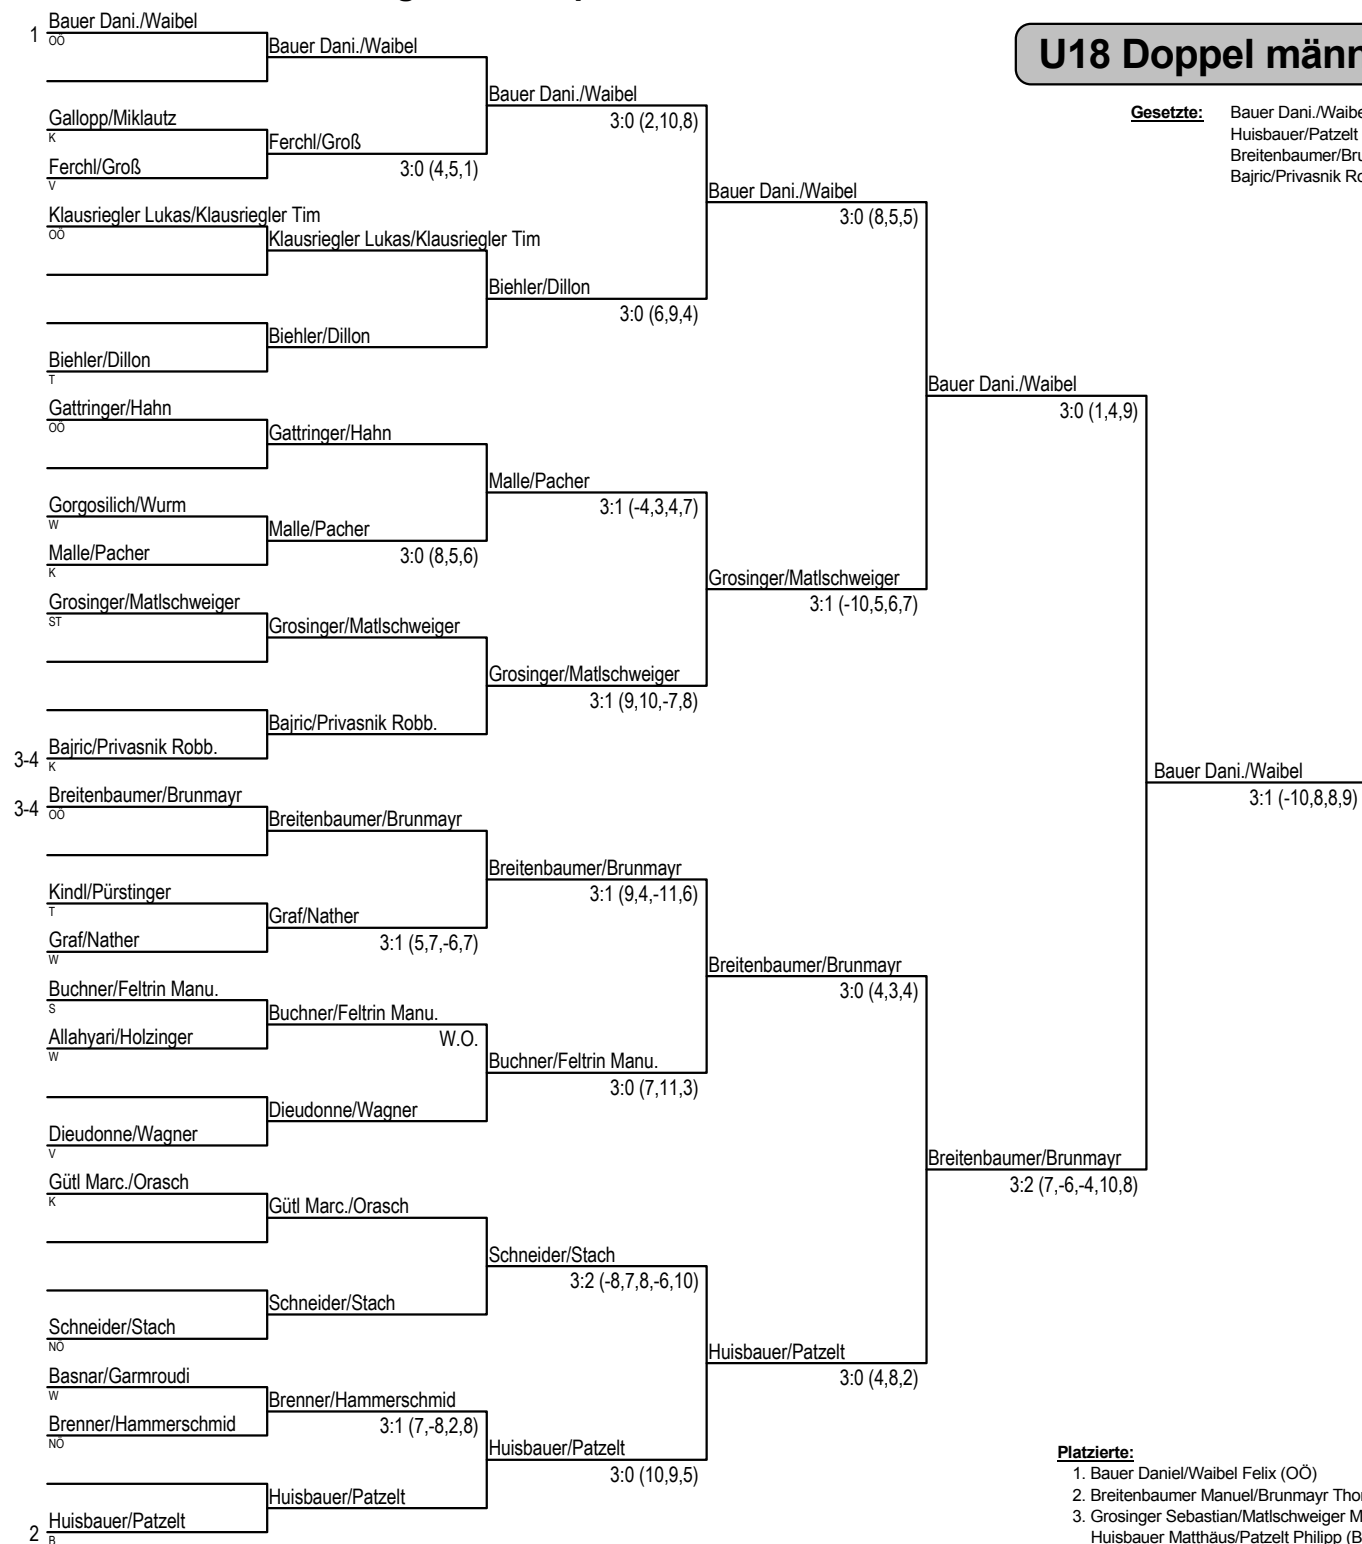 U18 Doppel männ
Gesetzte: Bauer Dani./Waibe
Huisbauer/Patzelt
Breitenbaumer/Bru
Bajric/Privasnik Ro
1 Bauer Dani./Waibel
OÖ
Gallopp/Miklautz
K
Ferchl/Groß
V
Klausriegler Lukas/Klausriegler Tim
OÖ
Biehler/Dillon
T
Gattringer/Hahn
OÖ
Gorgosilich/Wurm
W
Malle/Pacher
K
Grosinger/Matlschweiger
ST
3-4 Bajric/Privasnik Robb.
K
3-4 Breitenbaumer/Brunmayr
OÖ
Kindl/Pürstinger
T
Graf/Nather
W
Buchner/Feltrin Manu.
S
Allahyari/Holzinger
W
Dieudonne/Wagner
V
Gütl Marc./Orasch
K
Schneider/Stach
NÖ
Basnar/Garmroudi
W
Brenner/Hammerschmid
NÖ
2 Huisbauer/Patzelt
B
Bauer Dani./Waibel
Ferchl/Groß
3:0 (4,5,1)
Klausriegler Lukas/Klausriegler Tim
Biehler/Dillon
Gattringer/Hahn
Malle/Pacher
3:0 (8,5,6)
Grosinger/Matlschweiger
Bajric/Privasnik Robb.
Breitenbaumer/Brunmayr
Graf/Nather
3:1 (5,7,-6,7)
Buchner/Feltrin Manu.
W.O.
Dieudonne/Wagner
Gütl Marc./Orasch
Schneider/Stach
Brenner/Hammerschmid
3:1 (7,-8,2,8)
Huisbauer/Patzelt
Bauer Dani./Waibel
3:0 (2,10,8)
Biehler/Dillon
3:0 (6,9,4)
Malle/Pacher
3:1 (-4,3,4,7)
Grosinger/Matlschweiger
3:1 (9,10,-7,8)
Breitenbaumer/Brunmayr
3:1 (9,4,-11,6)
Buchner/Feltrin Manu.
3:0 (7,11,3)
Schneider/Stach
3:2 (-8,7,8,-6,10)
Huisbauer/Patzelt
3:0 (10,9,5)
Bauer Dani./Waibel
3:0 (8,5,5)
Grosinger/Matlschweiger
3:1 (-10,5,6,7)
Breitenbaumer/Brunmayr
3:0 (4,3,4)
Huisbauer/Patzelt
3:0 (4,8,2)
Bauer Dani./Waibel
3:0 (1,4,9)
Breitenbaumer/Brunmayr
3:2 (7,-6,-4,10,8)
Bauer Dani./Waibel
3:1 (-10,8,8,9)
Platzierte:
1. Bauer Daniel/Waibel Felix (OÖ)
2. Breitenbaumer Manuel/Brunmayr Thor
3. Grosinger Sebastian/Matlschweiger M
Huisbauer Matthäus/Patzelt Philipp (B